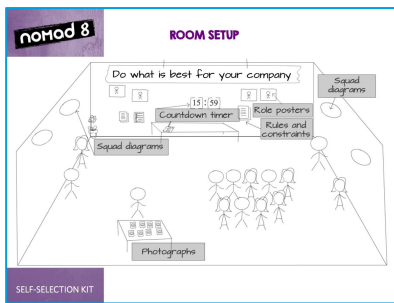 nomad 8
ROOM SETUP
Do what is best for your company
Squad
diagrams
15:59
Countdown timer
Role posters
Rules and
constraints
Squad diagrams
Photographs
SELF-SELECTION KIT